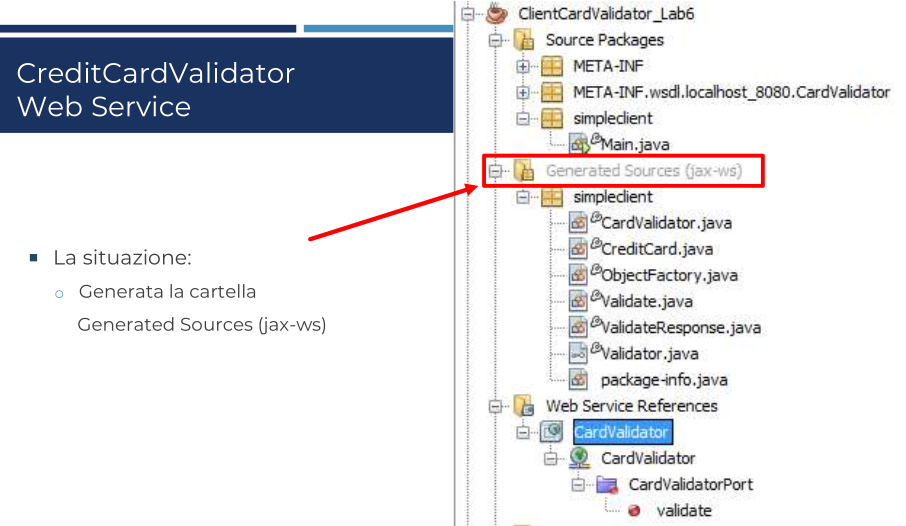 CreditCardValidator
Web Service
La situazione:
Generata la cartella
Generated Sources (jax-ws)
ClientCardValidator_Lab6
Source Packages
META-INF
META-INF.wsdl.localhost_8080.CardValidator
simpleclient
Main.java
Generated Sources (jax-ws)
simpleclient
CardValidator.java
CreditCard.java
ObjectFactory.java
Validate.java
ValidateResponse.java
Validator.java
package-info.java
Web Service References
CardValidator
CardValidator
CardValidatorPort
validate